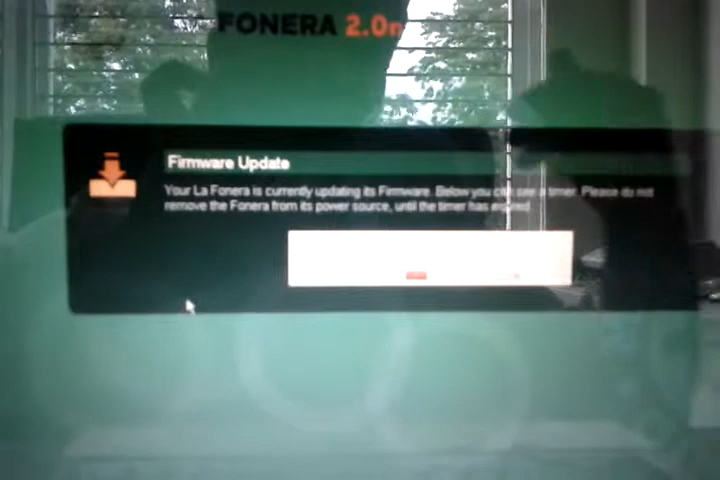 FONERA 2.0n
Firmware Update
Your La Fonera is currently updating its Firmware. Below you can see a timer. Please do not
remove the Fonera from its power source, until the timer has expired